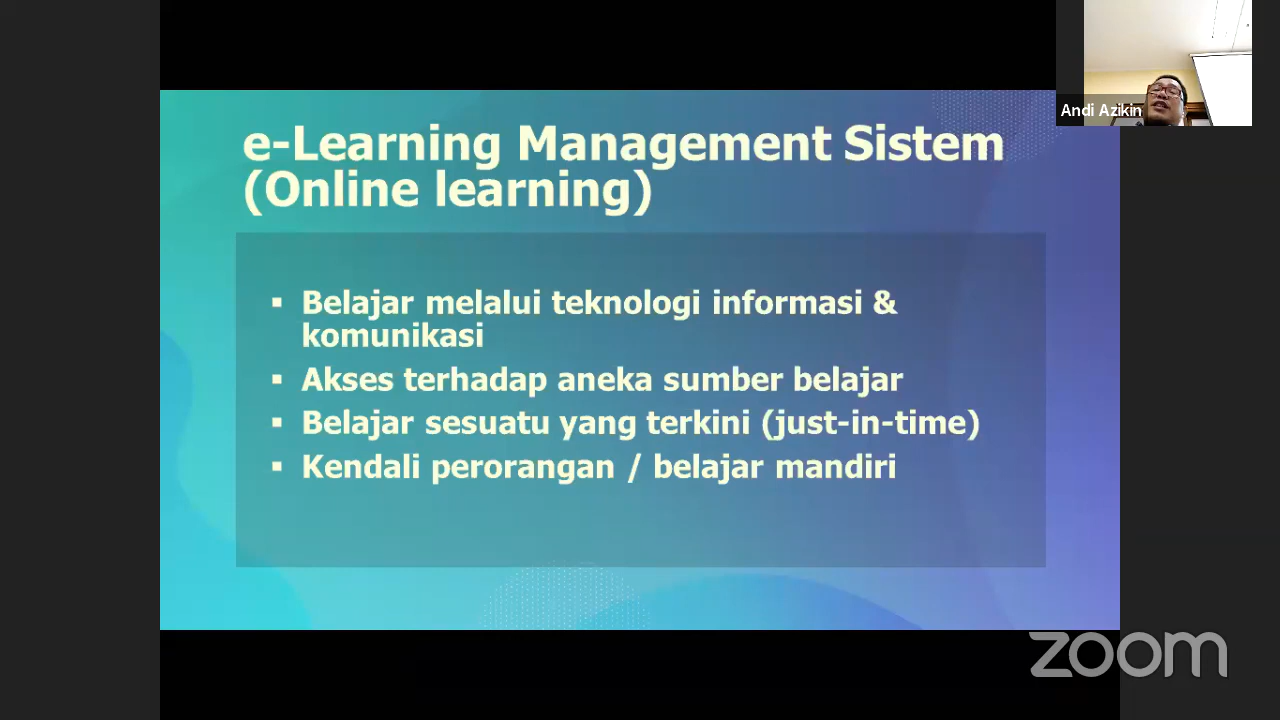 e-Learning Management Sistem
(Online learning)
▪ Belajar melalui teknologi informasi &
komunikasi
▪ Akses terhadap aneka sumber belajar
▪ Belajar sesuatu yang terkini (just-in-time)
▪ Kendali perorangan / belajar mandiri
Andi Azikin
zoom